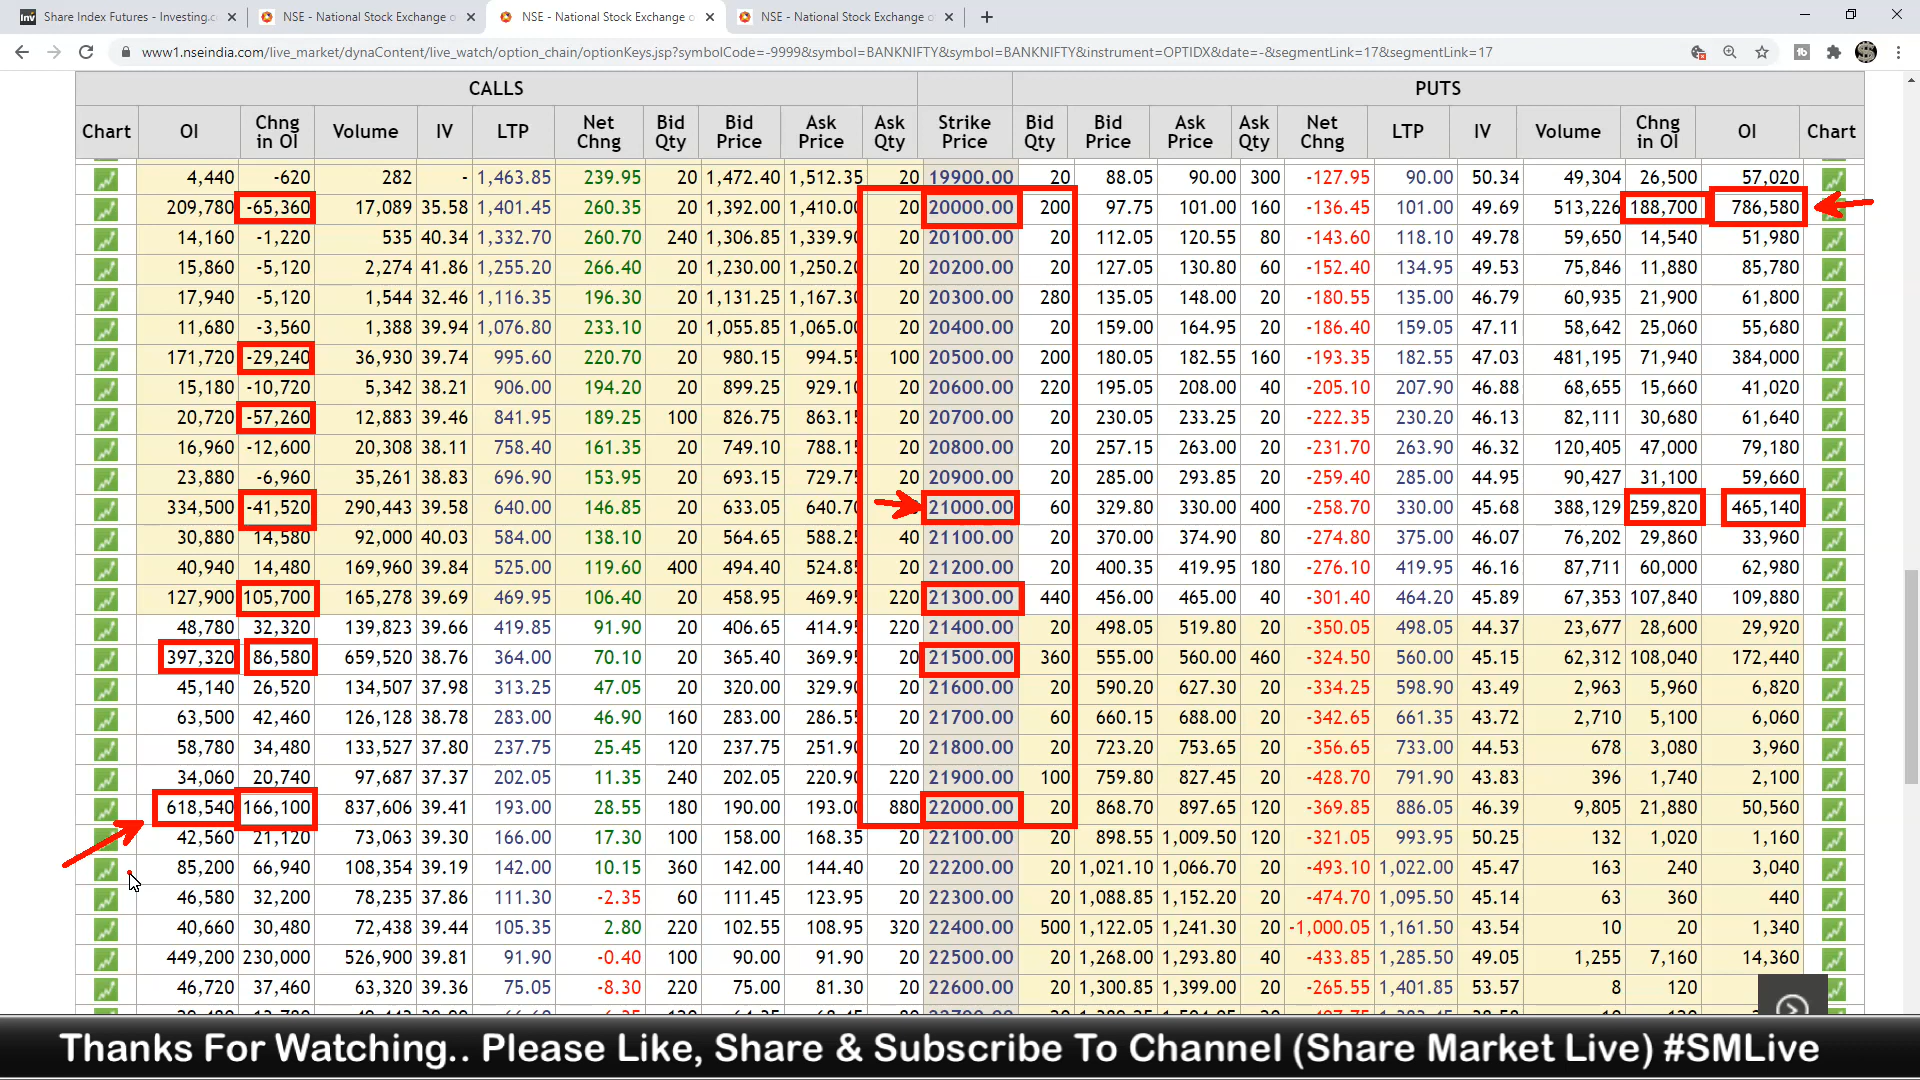 Share Index Futures - Investing.c
NSE - National Stock Exchange o
NSE - National Stock Exchange o
NSE - National Stock Exchange o
www1.nseindia.com/live_market/dynaContent/live_watch/option_chain/optionKeys.jsp?symbolCode=-9999&symbol=BANKNIFTY&symbol=BANKNIFTY&instrument=OPTIDX&date=-&segmentLink=17&segmentLink=17
CALLS PUTS
Chart OI Chng in OI Volume IV LTP Net Chng Bid Qty Bid Price Ask Price Ask Qty Strike Price Bid Qty Bid Price Ask Price Ask Qty Net Chng LTP IV Volume Chng in OI OI Chart
4,440 -620 282 - 1,463.85 239.95 20 1,472.40 1,512.35 20 19900.00 20 88.05 90.00 300 -127.95 90.00 50.34 49,304 26,500 57,020
209,780 -65,360 17,089 35.58 1,401.45 260.35 20 1,392.00 1,410.00 20 20000.00 200 97.75 101.00 160 -136.45 101.00 49.69 513,226 188,700 786,580
14,160 -1,220 535 40.34 1,332.70 260.70 240 1,306.85 1,339.90 20 20100.00 20 112.05 120.55 80 -143.60 118.10 49.78 59,650 14,540 51,980
15,860 -5,120 2,274 41.86 1,255.20 266.40 20 1,230.00 1,250.20 20 20200.00 20 127.05 130.80 60 -152.40 134.95 49.53 75,846 11,880 85,780
17,940 -5,120 1,544 32.46 1,116.35 196.30 20 1,131.25 1,167.30 20 20300.00 280 135.05 148.00 20 -180.55 135.00 46.79 60,935 21,900 61,800
11,680 -3,560 1,388 39.94 1,076.80 233.10 20 1,055.85 1,065.00 20 20400.00 20 159.00 164.95 20 -186.40 159.05 47.11 58,642 25,060 55,680
171,720 -29,240 36,930 39.74 995.60 220.70 20 980.15 994.55 100 20500.00 200 180.05 182.55 160 -193.35 182.55 47.03 481,195 71,940 384,000
15,180 -10,720 5,342 38.21 906.00 194.20 20 899.25 929.10 20 20600.00 220 195.05 208.00 40 -205.10 207.90 46.88 68,655 15,660 41,020
20,720 -57,260 12,883 39.46 841.95 189.25 100 826.75 863.15 20 20700.00 20 230.05 233.25 20 -222.35 230.20 46.13 82,111 30,680 61,640
16,960 -12,600 20,308 38.11 758.40 161.35 20 749.10 788.15 20 20800.00 20 257.15 263.00 20 -231.70 263.90 46.32 120,405 47,000 79,180
23,880 -6,960 35,261 38.83 696.90 153.95 20 693.15 729.75 20 20900.00 20 285.00 293.85 20 -259.40 285.00 44.95 90,427 31,100 59,660
334,500 -41,520 290,443 39.58 640.00 146.85 20 633.05 640.70 21000.00 60 329.80 330.00 400 -258.70 330.00 45.68 388,129 259,820 465,140
30,880 14,580 92,000 40.03 584.00 138.10 20 564.65 588.25 40 21100.00 20 370.00 374.90 80 -274.80 375.00 46.07 76,202 29,860 33,960
40,940 14,480 169,960 39.84 525.00 119.60 400 494.40 524.85 20 21200.00 20 400.35 419.95 180 -276.10 419.95 46.16 87,711 60,000 62,980
127,900 105,700 165,278 39.69 469.95 106.40 20 458.95 469.95 220 21300.00 440 456.00 465.00 40 -301.40 464.20 45.89 67,353 107,840 109,880
48,780 32,320 139,823 39.66 419.85 91.90 20 406.65 414.95 220 21400.00 20 498.05 519.80 20 -350.05 498.05 44.37 23,677 28,600 29,920
397,320 86,580 659,520 38.76 364.00 70.10 20 365.40 369.95 20 21500.00 360 555.00 560.00 460 -324.50 560.00 45.15 62,312 108,040 172,440
45,140 26,520 134,507 37.98 313.25 47.05 20 320.00 329.90 20 21600.00 20 590.20 627.30 20 -334.25 598.90 43.49 2,963 5,960 6,820
63,500 42,460 126,128 38.78 283.00 46.90 160 283.00 286.55 20 21700.00 60 660.15 688.00 20 -342.65 661.35 43.72 2,710 5,100 6,060
58,780 34,480 133,527 37.80 237.75 25.45 120 237.75 251.90 20 21800.00 20 723.20 753.65 20 -356.65 733.00 44.53 678 3,080 3,960
34,060 20,740 97,687 37.37 202.05 11.35 240 202.05 220.90 220 21900.00 100 759.80 827.45 20 -428.70 791.90 43.83 396 1,740 2,100
618,540 166,100 837,606 39.41 193.00 28.55 180 190.00 193.00 880 22000.00 20 868.70 897.65 120 -369.85 886.05 46.39 9,805 21,880 50,560
42,560 21,120 73,063 39.30 166.00 17.30 100 158.00 168.35 20 22100.00 20 898.55 1,009.50 120 -321.05 993.95 50.25 132 1,020 1,160
85,200 66,940 108,354 39.19 142.00 10.15 360 142.00 144.40 20 22200.00 20 1,021.10 1,066.70 20 -493.10 1,022.00 45.47 163 240 3,040
46,580 32,200 78,235 37.86 111.30 -2.35 60 111.45 123.95 20 22300.00 20 1,088.85 1,152.20 20 -474.70 1,095.50 45.14 63 360 440
40,660 30,480 72,438 39.44 105.35 2.80 220 102.55 108.95 320 22400.00 500 1,122.05 1,241.30 20 -1,000.05 1,161.50 43.54 10 20 1,340
449,200 230,000 526,900 39.81 91.90 -0.40 100 90.00 91.90 20 22500.00 20 1,268.00 1,293.80 40 -433.85 1,285.50 49.05 1,255 7,160 14,360
46,720 37,460 63,320 39.36 75.05 -8.30 220 75.00 81.30 20 22600.00 20 1,300.85 1,399.00 20 -265.55 1,401.85 53.57 8 120
Thanks For Watching.. Please Like, Share & Subscribe To Channel (Share Market Live) #SMLive